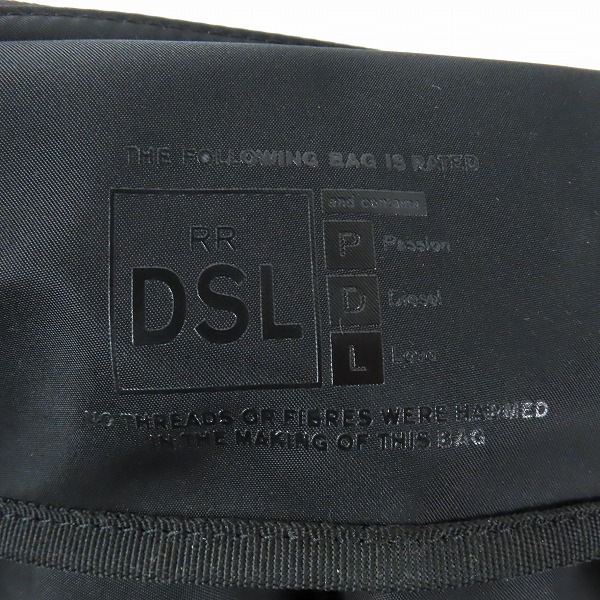 THE FOLLOWING BAG IS RATED
RR
DSL
and contains
P Passion
D Diesel
L Love
NO THREADS OR FIBRES WERE HARMED
IN THE MAKING OF THIS BAG